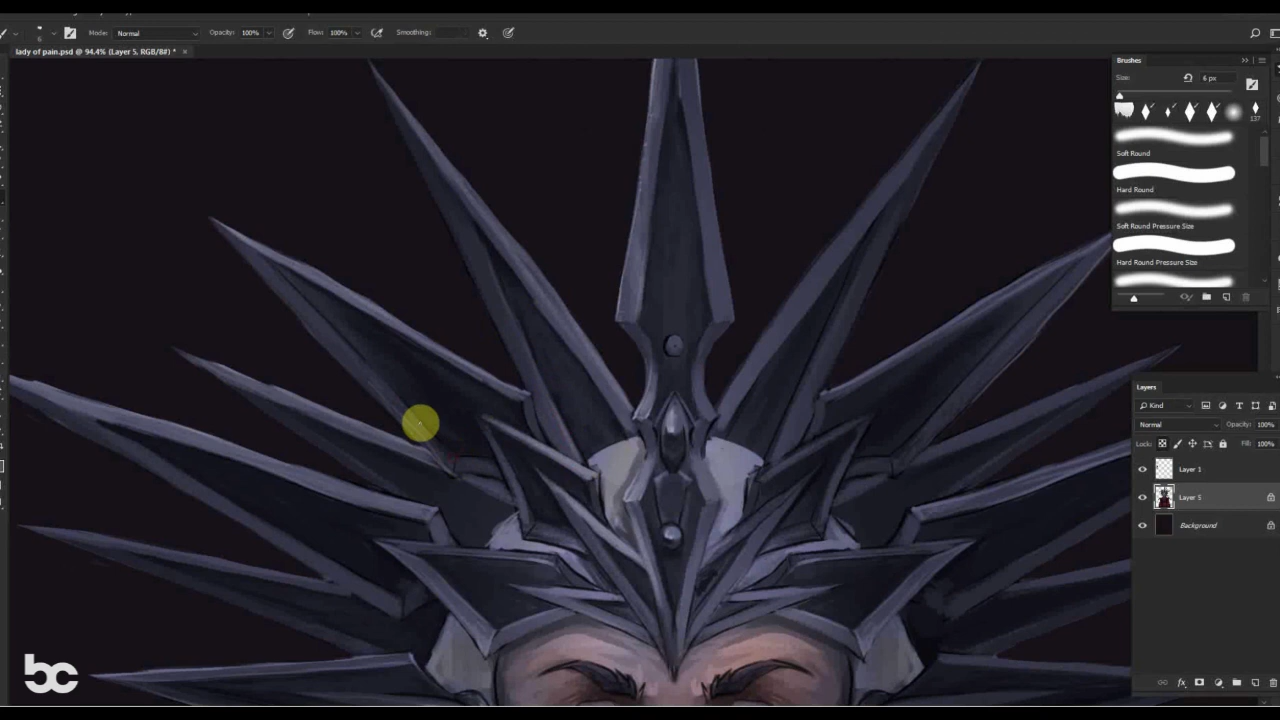 Mode: Normal Opacity: 100% Flow: 100% Smoothing:
6
lady of pain.psd @ 94.4% (Layer 5, RGB/8#) * ×
Brushes
Size: 6 px
137
Soft Round
Hard Round
Soft Round Pressure Size
Hard Round Pressure Size
Layers
Kind
Normal Opacity: 100%
Lock: Fill: 100%
Layer 1
Layer 5
Background
bc